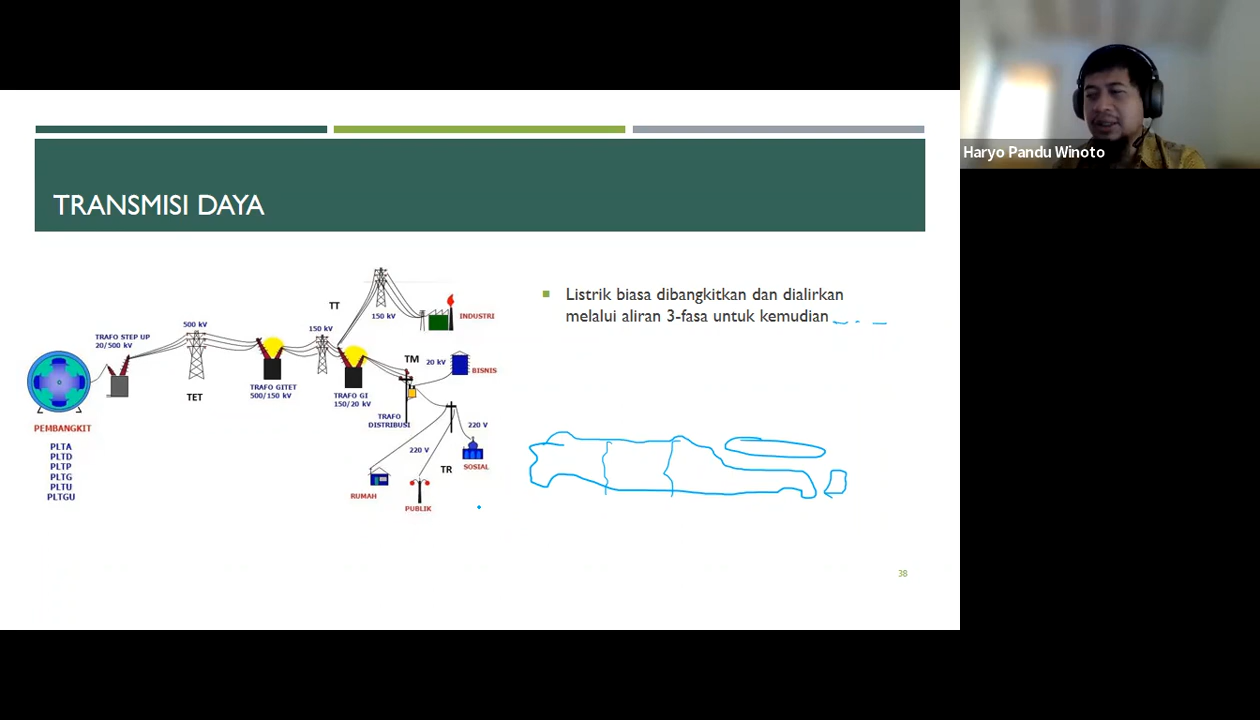 Haryo Pandu Winoto
TRANSMISI DAYA
Listrik biasa dibangkitkan dan dialirkan
melalui aliran 3-fasa untuk kemudian
TRAFO STEP UP
20/500 kV
500 kV
TET
TRAFO GITET
500/150 kV
150 kV
TT
150 kV
INDUSTRI
TRAFO GI
150/20 kV
TM
20 kV
BISNIS
TRAFO
DISTRIBUSI
220 V
220 V
TR
SOSIAL
RUMAH
PUBLIK
PEMBANGKIT
PLTA
PLTD
PLTP
PLTG
PLTU
PLTGU
38